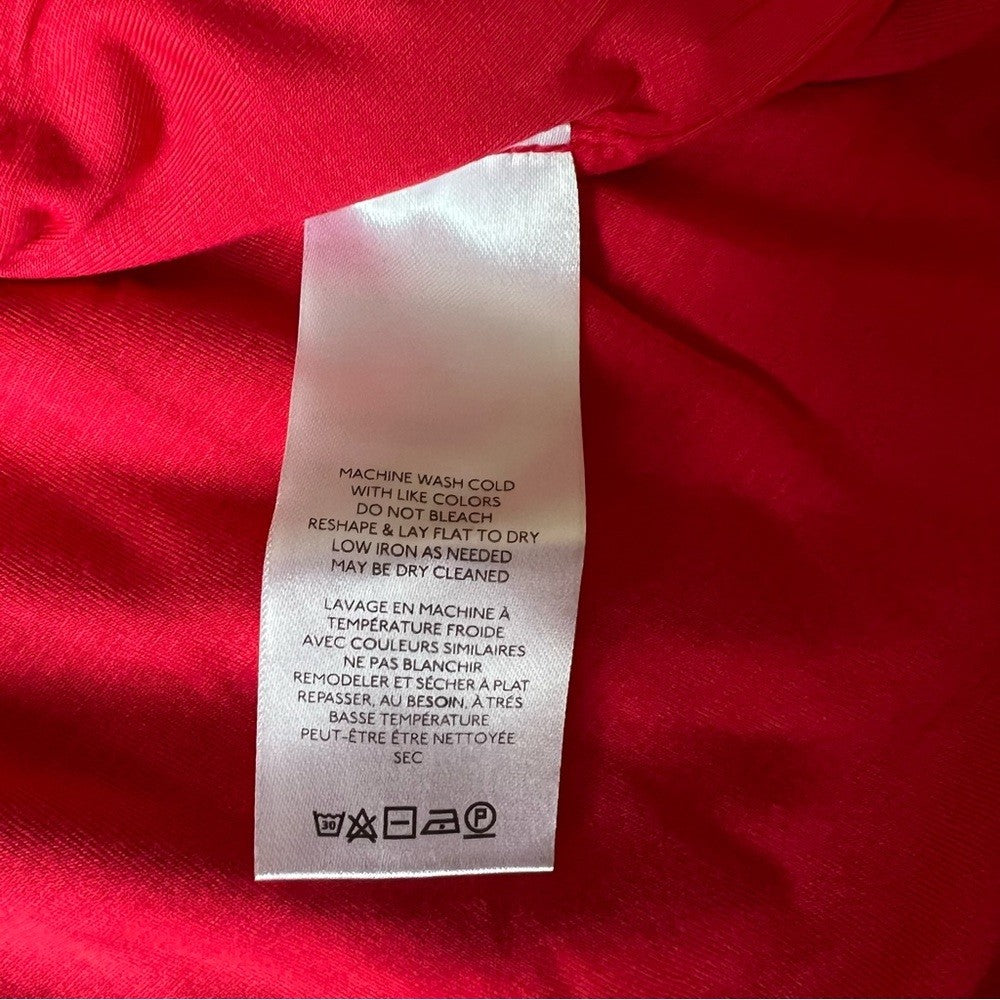 MACHINE WASH COLD
WITH LIKE COLORS
DO NOT BLEACH
RESHAPE & LAY FLAT TO DRY
LOW IRON AS NEEDED
MAY BE DRY CLEANED
LAVAGE EN MACHINE À
TEMPÉRATURE FROIDE
AVEC COULEURS SIMILAIRES
NE PAS BLANCHIR
REMODELER ET SÉCHER A PLAT
REPASSER, AU BESOIN, À TRÉS
BASSE TEMPÉRATURE
PEUT-ÊTRE ÊTRE NETTOYÉE
SEC
30 P